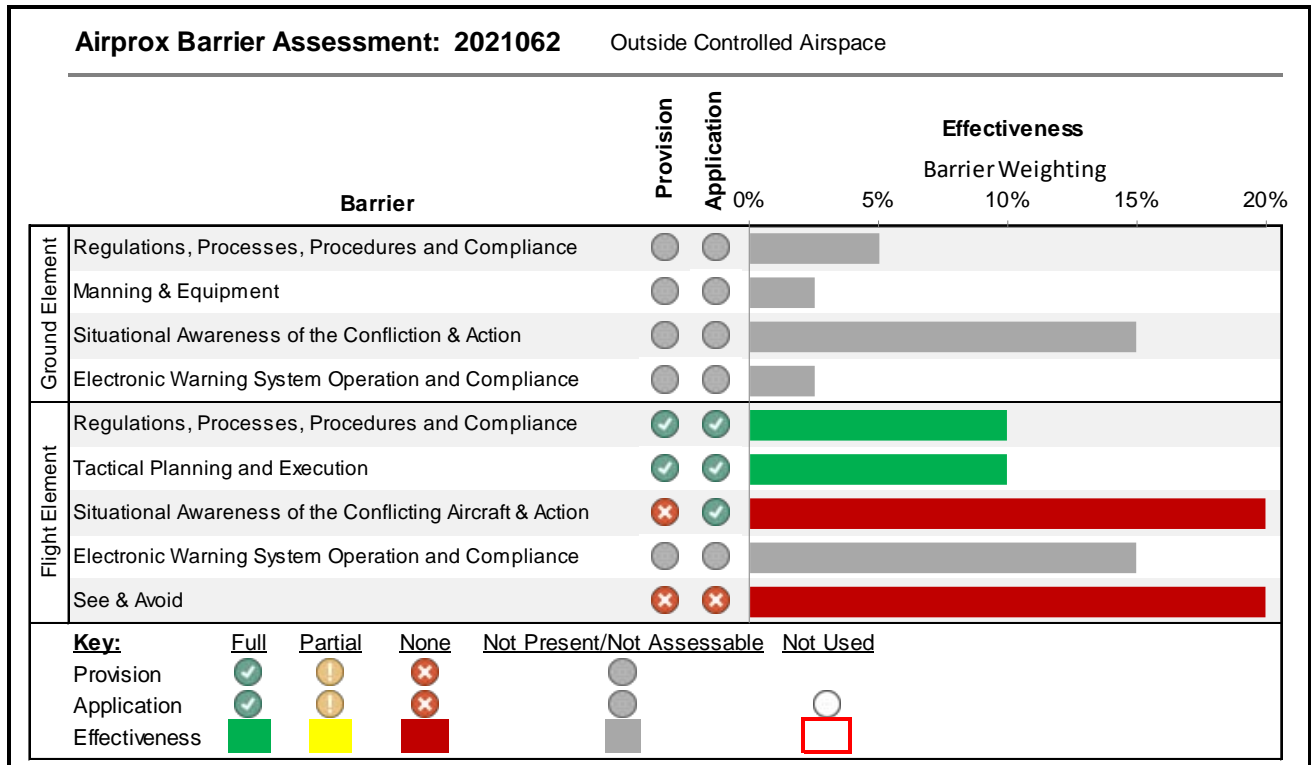 Airprox Barrier Assessment: 2021062 Outside Controlled Airspace
Provision
Application
Effectiveness
Barrier Weighting
Barrier
0% 5% 10% 15% 20%
Ground Element
Regulations, Processes, Procedures and Compliance
Manning & Equipment
Situational Awareness of the Confliction & Action
Electronic Warning System Operation and Compliance
Flight Element
Regulations, Processes, Procedures and Compliance
Tactical Planning and Execution
Situational Awareness of the Conflicting Aircraft & Action
Electronic Warning System Operation and Compliance
See & Avoid
Key: Full Partial None Not Present/Not Assessable Not Used
Provision
Application
Effectiveness